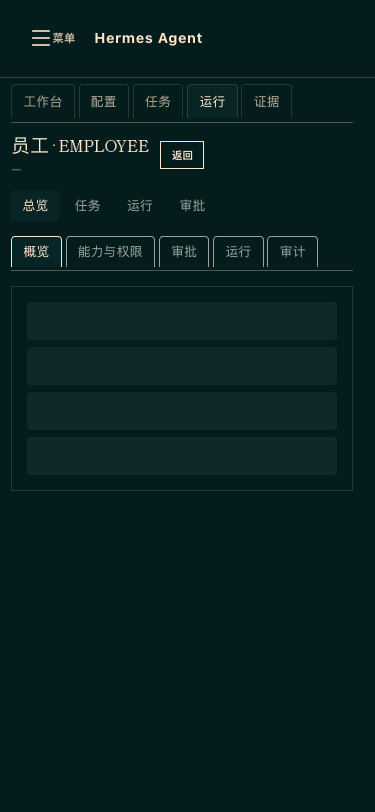 菜单 Hermes Agent
工作台 配置 任务 运行 证据
员工 · EMPLOYEE 返回
—
总览 任务 运行 审批
概览 能力与权限 审批 运行 审计